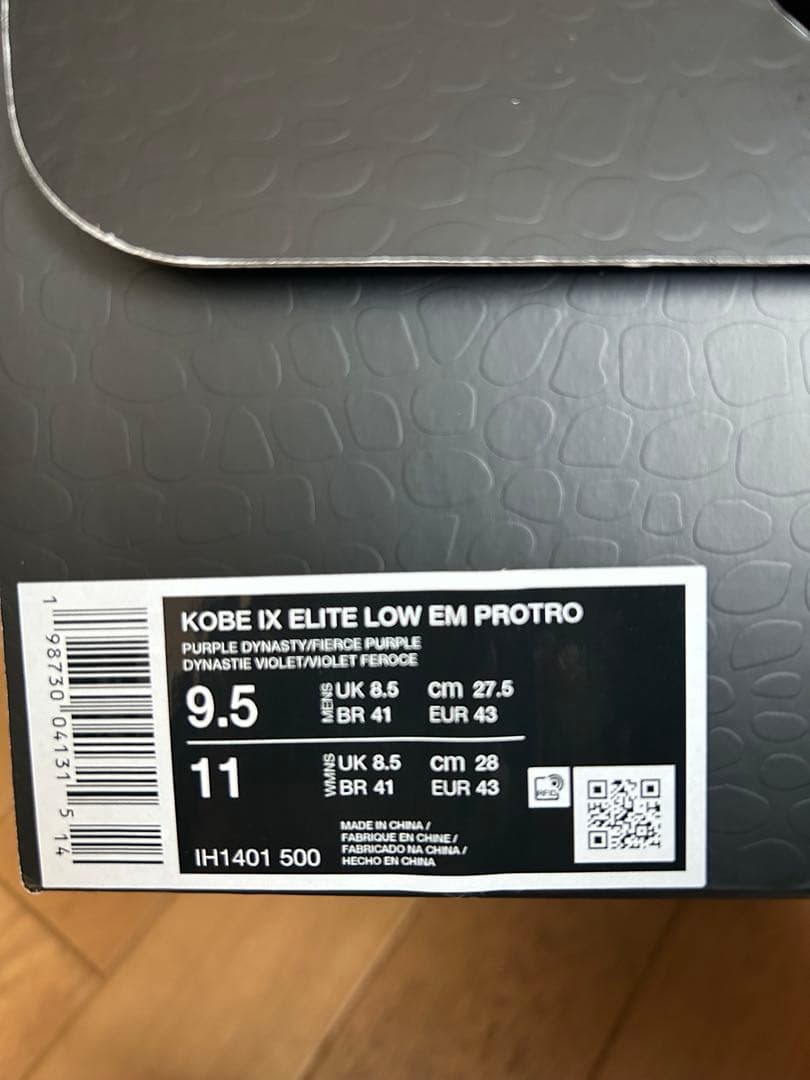 KOBE IX ELITE LOW EM PROTRO
PURPLE DYNASTY/FIERCE PURPLE
DYNASTIE VIOLET/VIOLET FEROCE
9.5 MENS UK 8.5 cm 27.5
BR 41 EUR 43
11 WMNS UK 8.5 cm 28
BR 41 EUR 43
MADE IN CHINA /
FABRIQUE EN CHINE /
FABRICADO NA CHINA /
HECHO EN CHINA
IH1401 500
RFID
1 98730 04131 5 14